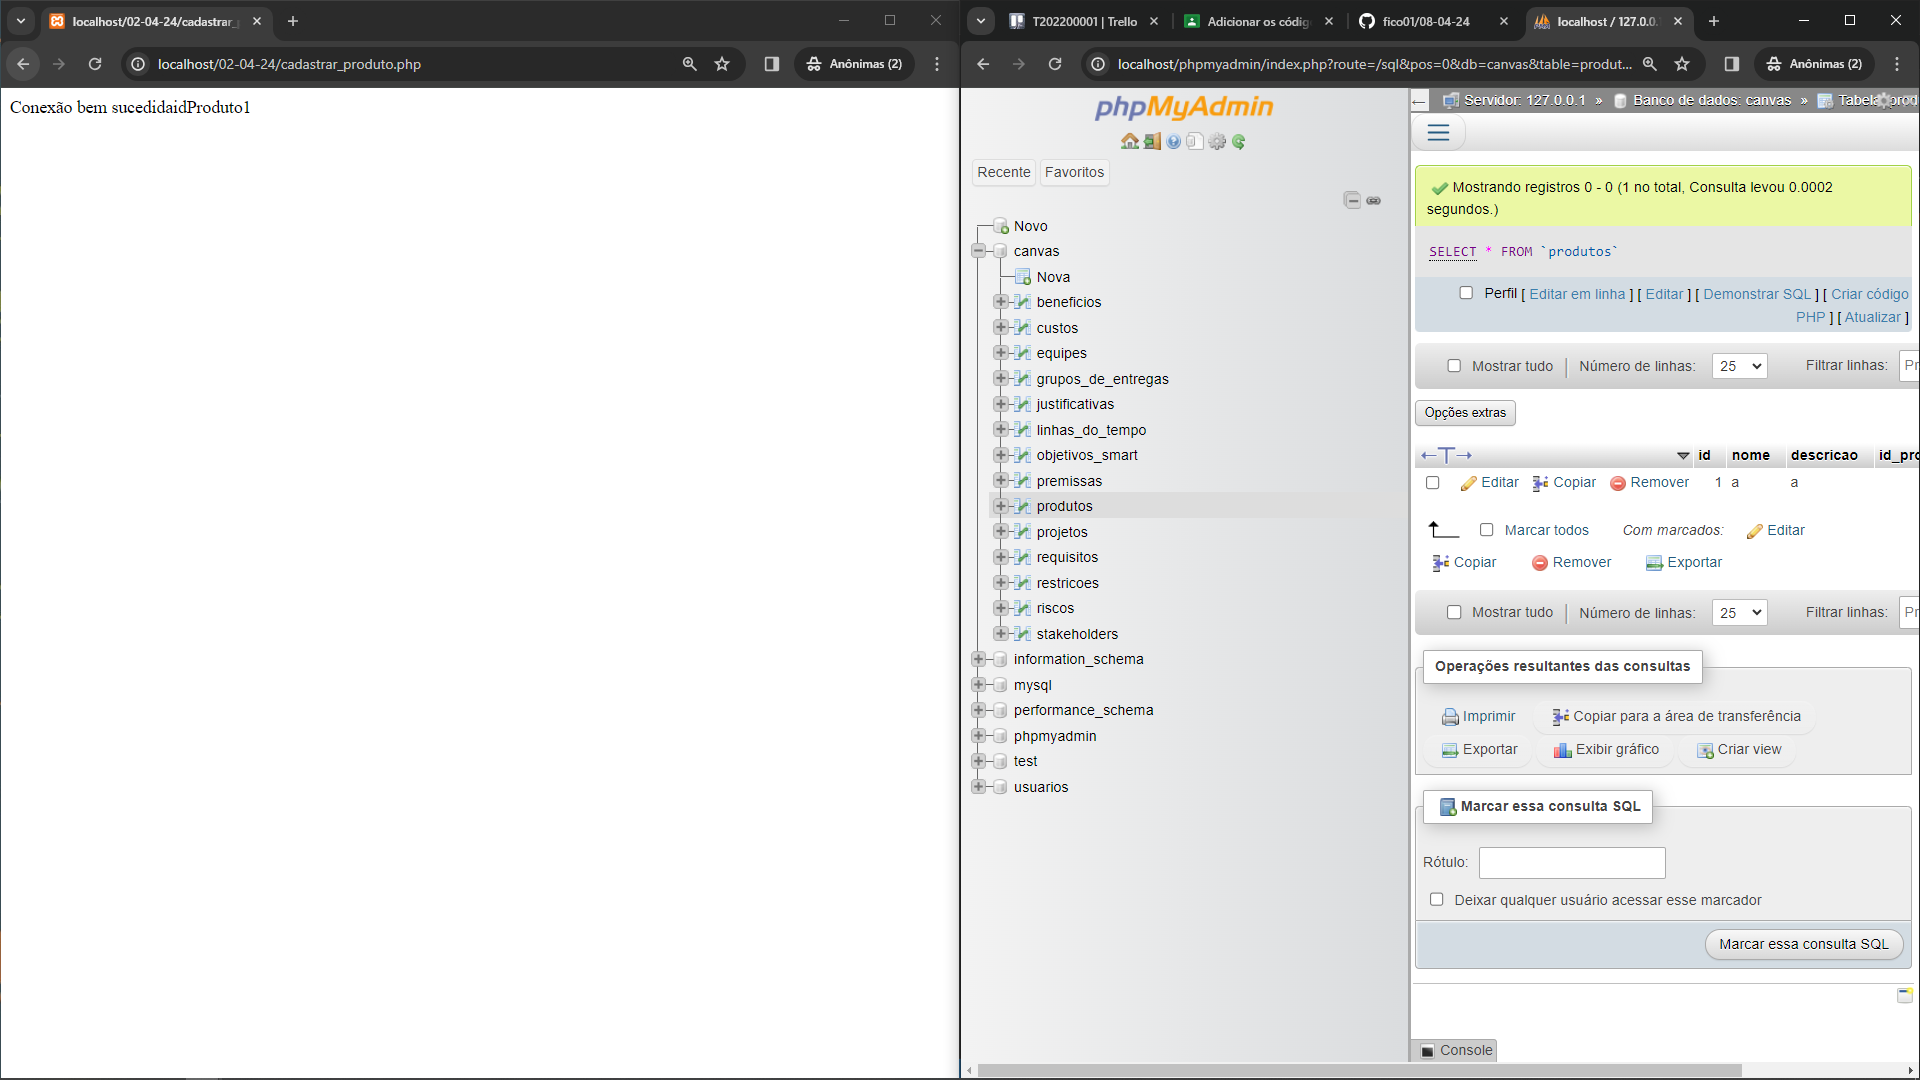 localhost/02-04-24/cadastrar_
localhost/02-04-24/cadastrar_produto.php
Anônimas (2)
Conexão bem sucedidaidProduto1
T202200001 | Trello
Adicionar os códig
fico01/08-04-24
localhost / 127.0.0.
localhost/phpmyadmin/index.php?route=/sql&pos=0&db=canvas&table=produt...
Anônimas (2)
phpMyAdmin
Recente Favoritos
Novo
canvas
Nova
beneficios
custos
equipes
grupos_de_entregas
justificativas
linhas_do_tempo
objetivos_smart
premissas
produtos
projetos
requisitos
restricoes
riscos
stakeholders
information_schema
mysql
performance_schema
phpmyadmin
test
usuarios
Servidor: 127.0.0.1 » Banco de dados: canvas » Tabela: prod
Mostrando registros 0 - 0 (1 no total, Consulta levou 0.0002
segundos.)
SELECT * FROM `produtos`
Perfil [ Editar em linha ] [ Editar ] [ Demonstrar SQL ] [ Criar código
PHP ] [ Atualizar ]
Mostrar tudo | Número de linhas: 25 Filtrar linhas: Pr
Opções extras
←T→ id nome descricao id_pro
Editar Copiar Remover 1 a a
Marcar todos Com marcados: Editar
Copiar Remover Exportar
Mostrar tudo | Número de linhas: 25 Filtrar linhas: Pr
Operações resultantes das consultas
Imprimir Copiar para a área de transferência
Exportar Exibir gráfico Criar view
Marcar essa consulta SQL
Rótulo:
Deixar qualquer usuário acessar esse marcador
Marcar essa consulta SQL
Console